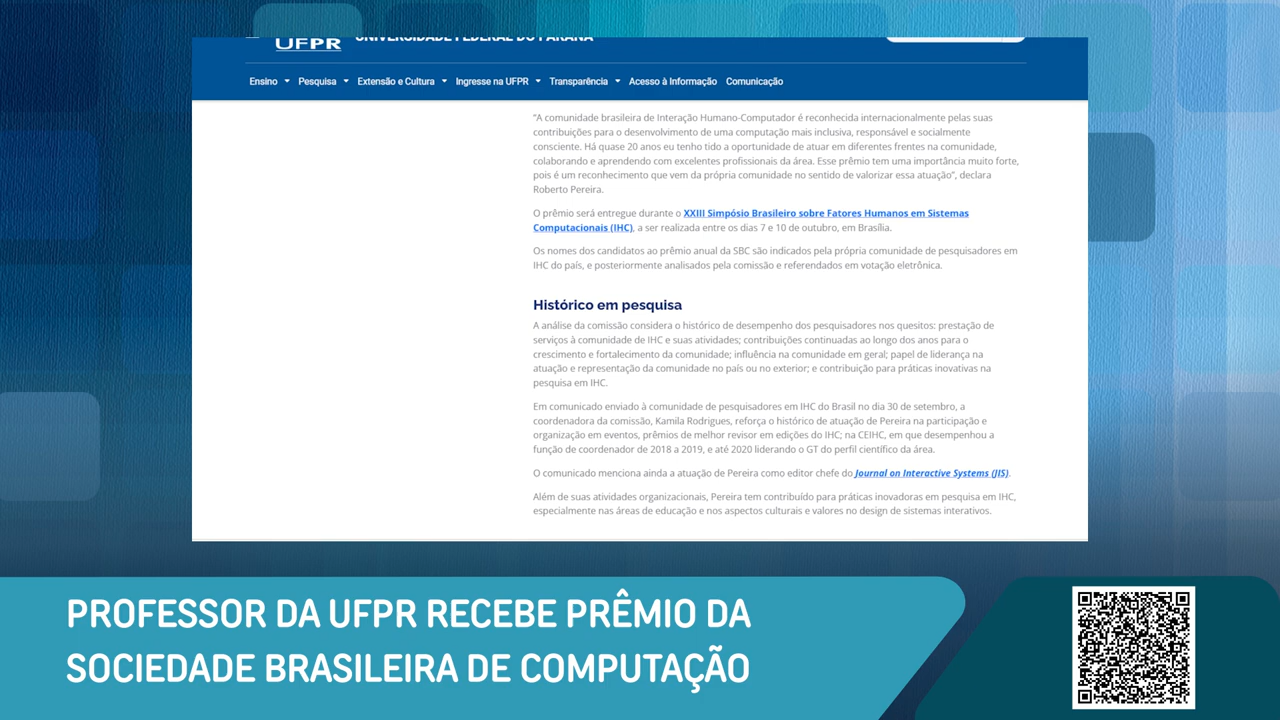 UFPR
UNIVERSIDADE FEDERAL DO PARANÁ
Ensino
Pesquisa
Extensão e Cultura
Ingresse na UFPR
Transparência
Acesso à Informação
Comunicação
“A comunidade brasileira de Interação Humano-Computador é reconhecida internacionalmente pelas suas
contribuições para o desenvolvimento de uma computação mais inclusiva, responsável e socialmente
consciente. Há quase 20 anos eu tenho tido a oportunidade de atuar em diferentes frentes na comunidade,
colaborando e aprendendo com excelentes profissionais da área. Esse prêmio tem uma importância muito forte,
pois é um reconhecimento que vem da própria comunidade no sentido de valorizar essa atuação”, declara
Roberto Pereira.
O prêmio será entregue durante o XXIII Simpósio Brasileiro sobre Fatores Humanos em Sistemas
Computacionais (IHC), a ser realizada entre os dias 7 e 10 de outubro, em Brasília.
Os nomes dos candidatos ao prêmio anual da SBC são indicados pela própria comunidade de pesquisadores em
IHC do país, e posteriormente analisados pela comissão e referendados em votação eletrônica.
Histórico em pesquisa
A análise da comissão considera o histórico de desempenho dos pesquisadores nos quesitos: prestação de
serviços à comunidade de IHC e suas atividades; contribuições continuadas ao longo dos anos para o
crescimento e fortalecimento da comunidade; influência na comunidade em geral; papel de liderança na
atuação e representação da comunidade no país ou no exterior; e contribuição para práticas inovativas na
pesquisa em IHC.
Em comunicado enviado à comunidade de pesquisadores em IHC do Brasil no dia 30 de setembro, a
coordenadora da comissão, Kamila Rodrigues, reforça o histórico de atuação de Pereira na participação e
organização em eventos, prêmios de melhor revisor em edições do IHC; na CEIHC, em que desempenhou a
função de coordenador de 2018 a 2019, e até 2020 liderando o GT do perfil científico da área.
O comunicado menciona ainda a atuação de Pereira como editor chefe do Journal on Interactive Systems (JIS).
Além de suas atividades organizacionais, Pereira tem contribuído para práticas inovadoras em pesquisa em IHC,
especialmente nas áreas de educação e nos aspectos culturais e valores no design de sistemas interativos.
PROFESSOR DA UFPR RECEBE PRÊMIO DA
SOCIEDADE BRASILEIRA DE COMPUTAÇÃO